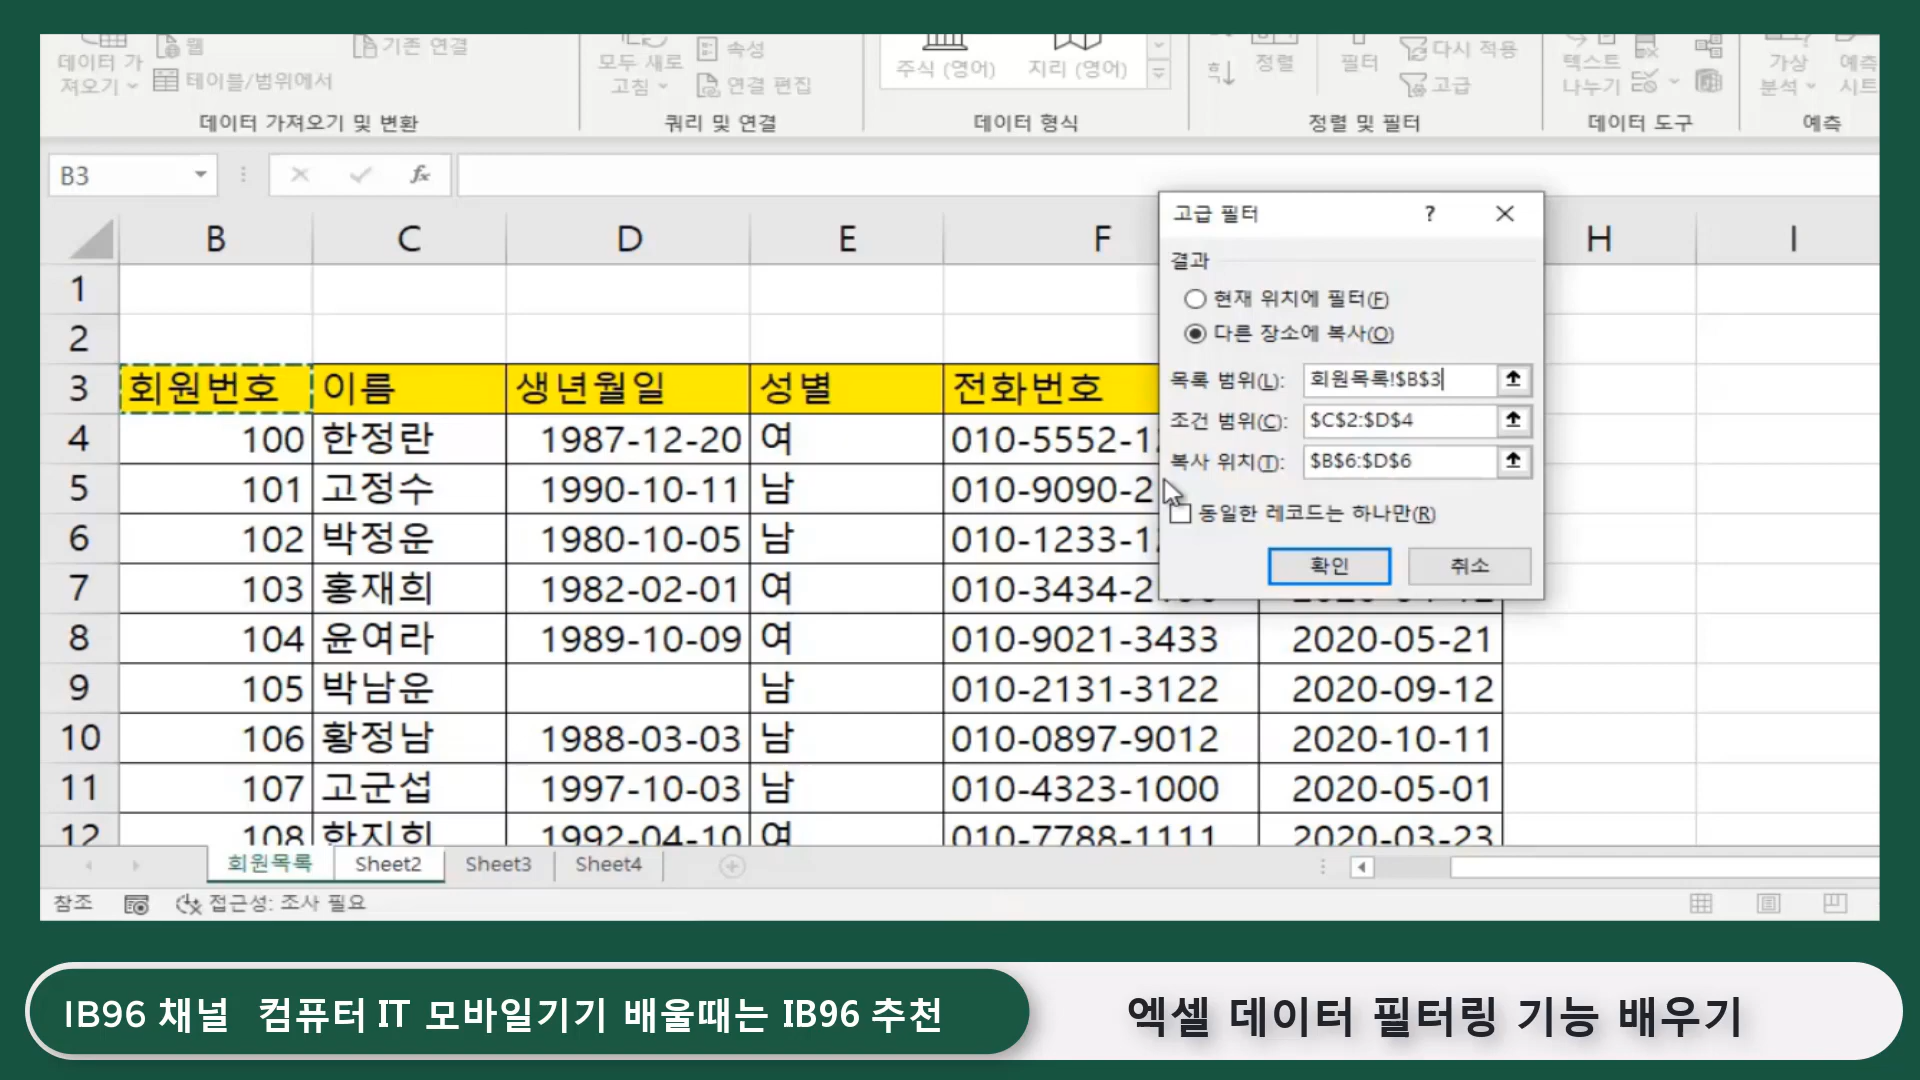 데이터 가
져오기
웹
테이블/범위에서
기존 연결
모두 새로
고침
속성
연결 편집
주식 (영어)
지리 (영어)
정렬
필터
다시 적용
고급
텍스트
나누기
가상
분석
예측
시트
데이터 가져오기 및 변환
쿼리 및 연결
데이터 형식
정렬 및 필터
데이터 도구
예측
B3
fx
고급 필터
?
결과
현재 위치에 필터(F)
다른 장소에 복사(O)
목록 범위(L): 회원목록!$B$3
조건 범위(C): $C$2:$D$4
복사 위치(T): $B$6:$D$6
동일한 레코드는 하나만(R)
확인 취소
B C D E F H I
1
2
3 회원번호 이름 생년월일 성별 전화번호
4 100 한정란 1987-12-20 여 010-5552-1
5 101 고정수 1990-10-11 남 010-9090-2
6 102 박정운 1980-10-05 남 010-1233-1
7 103 홍재희 1982-02-01 여 010-3434-2
8 104 윤여라 1989-10-09 여 010-9021-3433 2020-05-21
9 105 박남운 남 010-2131-3122 2020-09-12
10 106 황정남 1988-03-03 남 010-0897-9012 2020-10-11
11 107 고군섭 1997-10-03 남 010-4323-1000 2020-05-01
12 108 한지희 1992-04-10 여 010-7788-1111 2020-03-23
회원목록 Sheet2 Sheet3 Sheet4
참조 접근성: 조사 필요
IB96 채널 컴퓨터 IT 모바일기기 배울때는 IB96 추천
엑셀 데이터 필터링 기능 배우기